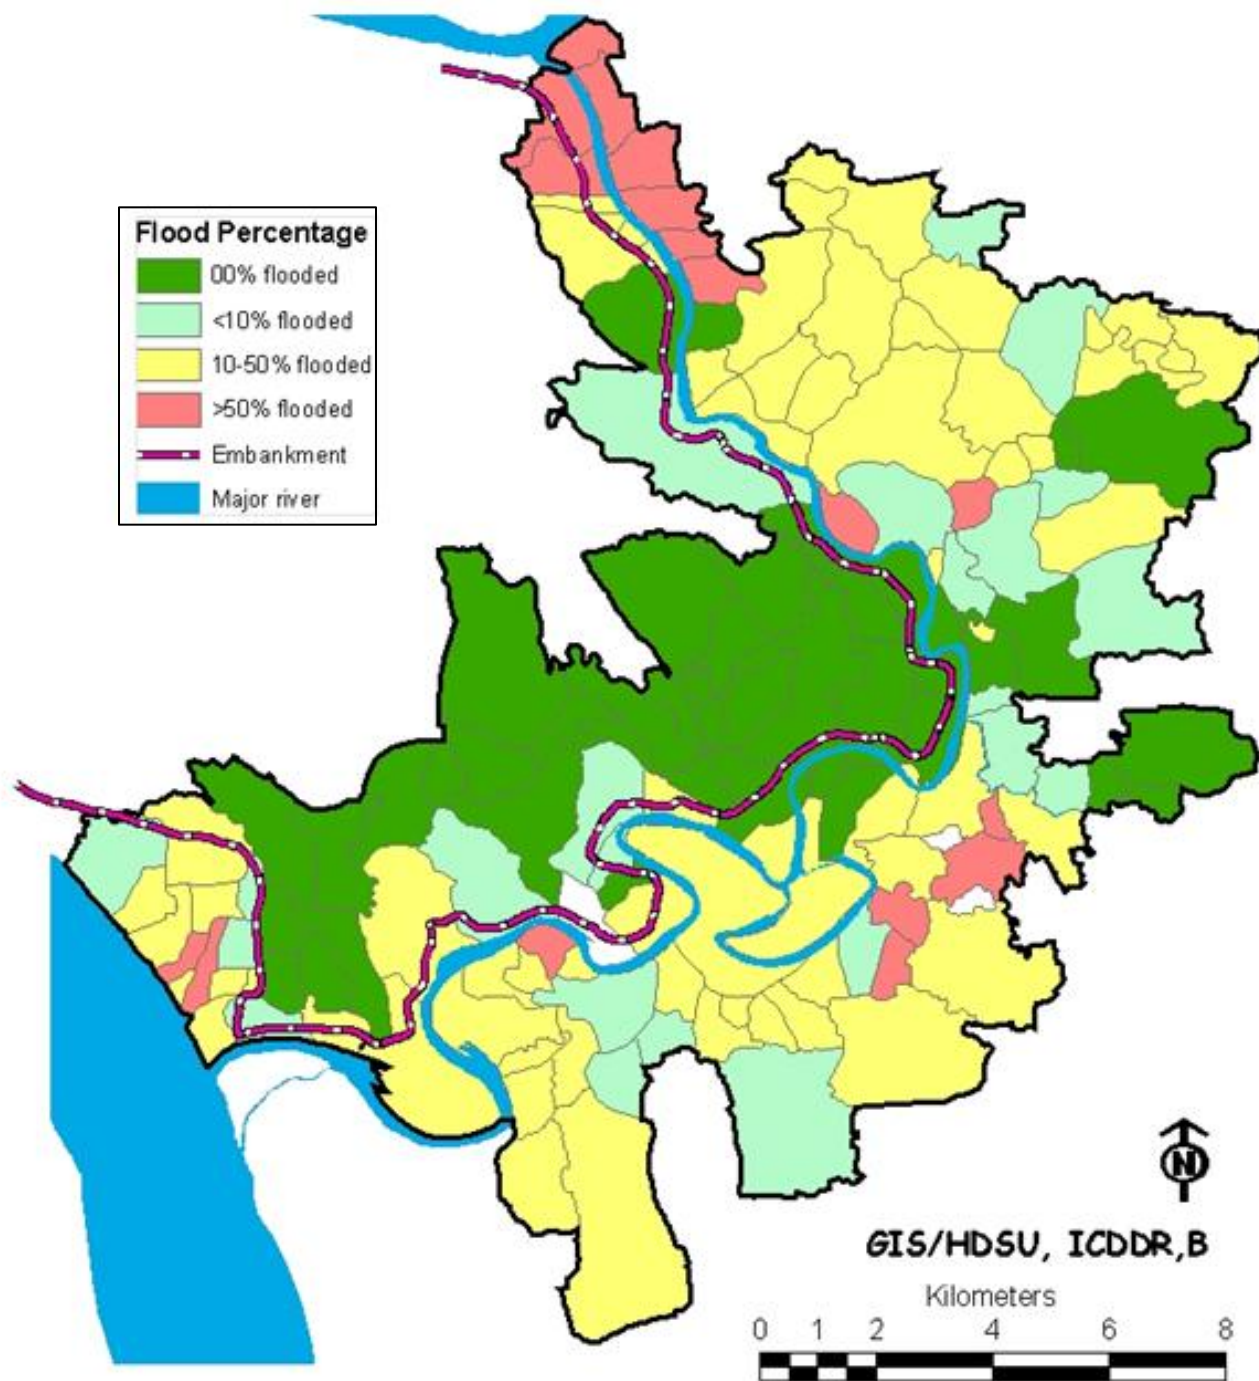 Flood Percentage
00% flooded
<10% flooded
10-50% flooded
>50% flooded
Embankment
Major river
N
GIS/HDSU, ICDDR,B
Kilometers
0 1 2 4 6 8